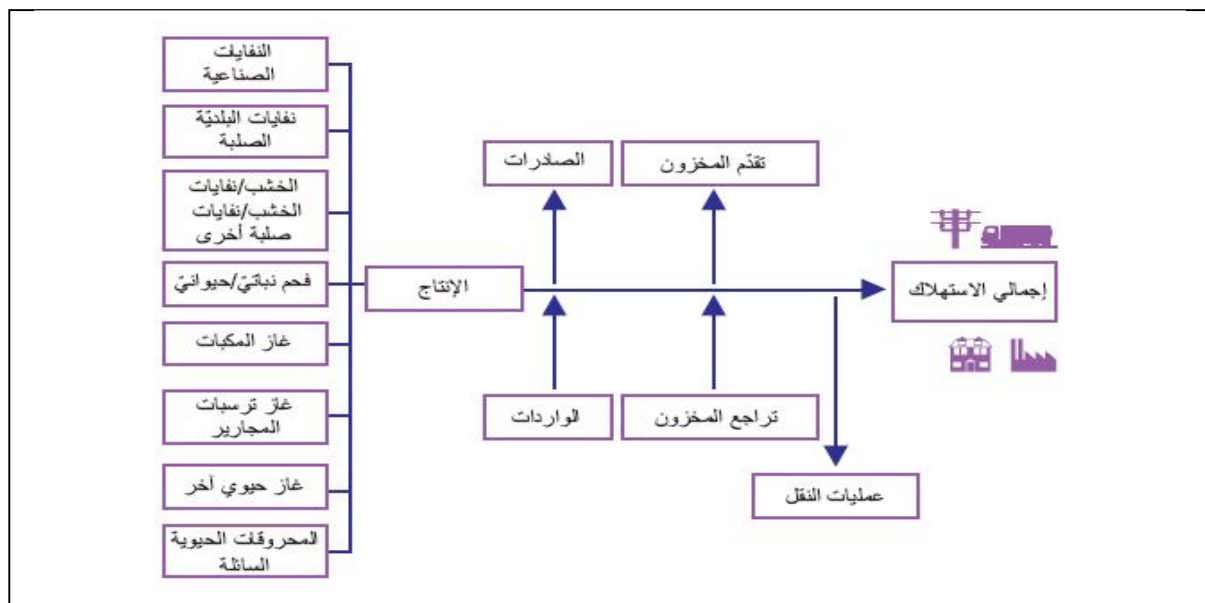 النفايات
الصناعية
نفايات البلديّة
الصلبة
الخشب/نفايات
الخشب/نفايات
صلبة أخرى
فحم نباتيّ/حيوانيّ
غاز المكبات
غاز ترسبات
المجارير
غاز حيوي آخر
المحروقات الحيوية
السائلة
الإنتاج
الصادرات
الواردات
تقدّم المخزون
تراجع المخزون
عمليات النقل
إجمالي الاستهلاك